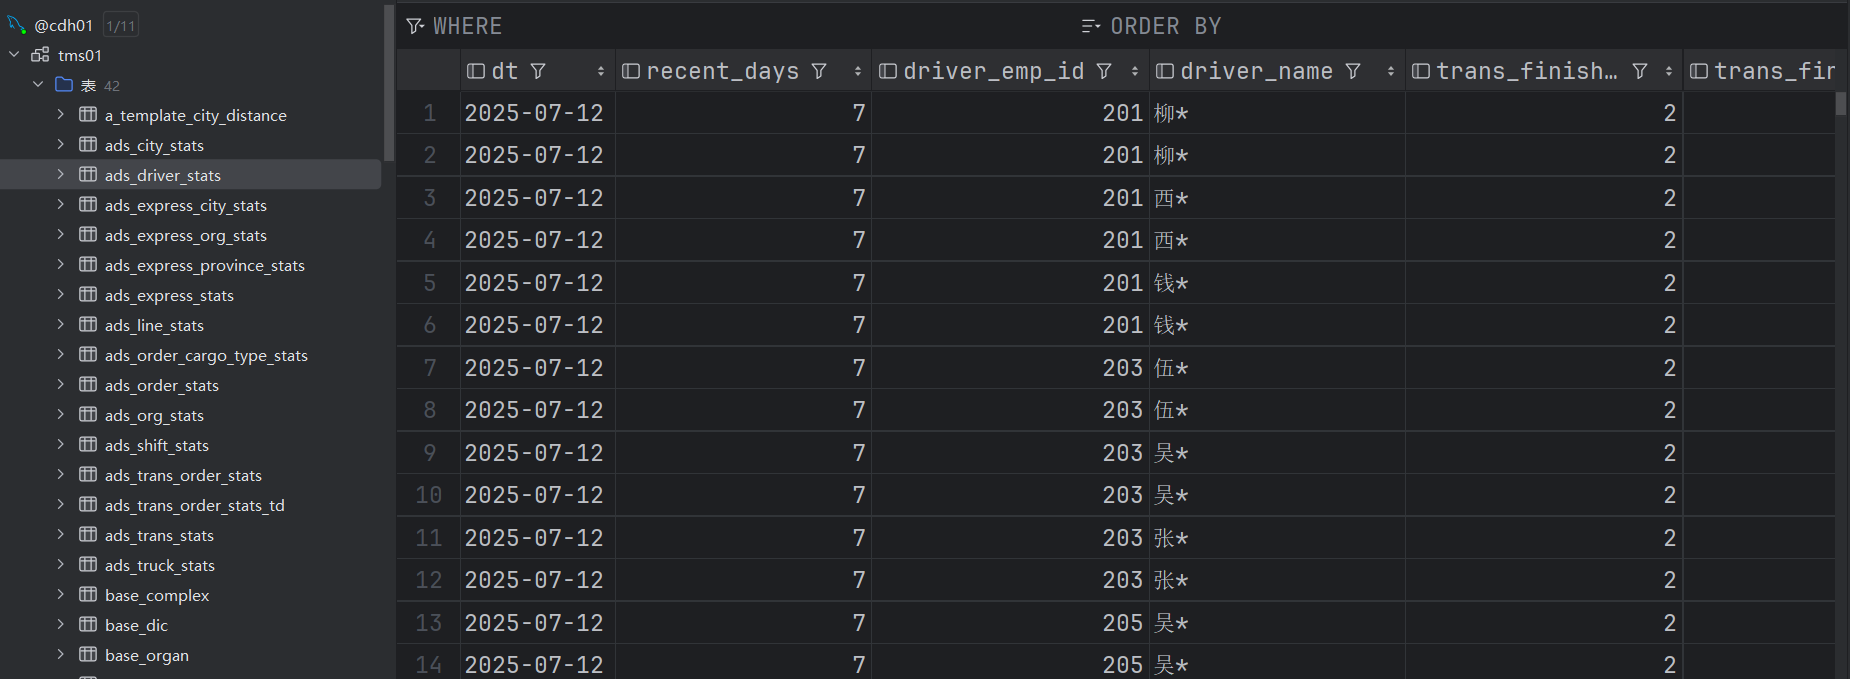 @cdh01 1/11
tms01
表 42
a_template_city_distance
ads_city_stats
ads_driver_stats
ads_express_city_stats
ads_express_org_stats
ads_express_province_stats
ads_express_stats
ads_line_stats
ads_order_cargo_type_stats
ads_order_stats
ads_org_stats
ads_shift_stats
ads_trans_order_stats
ads_trans_order_stats_td
ads_trans_stats
ads_truck_stats
base_complex
base_dic
base_organ
WHERE ORDER BY
dt recent_days driver_emp_id driver_name trans_finish… trans_fin
1 2025-07-12 7 201 柳* 2
2 2025-07-12 7 201 柳* 2
3 2025-07-12 7 201 西* 2
4 2025-07-12 7 201 西* 2
5 2025-07-12 7 201 钱* 2
6 2025-07-12 7 201 钱* 2
7 2025-07-12 7 203 伍* 2
8 2025-07-12 7 203 伍* 2
9 2025-07-12 7 203 吴* 2
10 2025-07-12 7 203 吴* 2
11 2025-07-12 7 203 张* 2
12 2025-07-12 7 203 张* 2
13 2025-07-12 7 205 吴* 2
14 2025-07-12 7 205 吴* 2